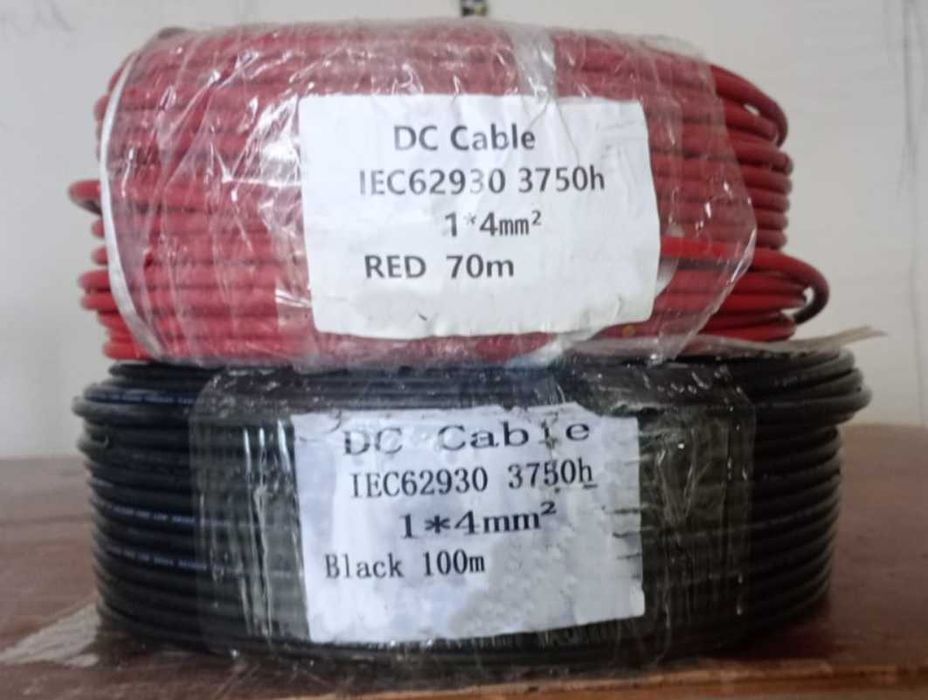 DC Cable
IEC62930 3750h
1*4mm²
RED 70m
DC Cable
IEC62930 3750h
1*4mm²
Black 100m